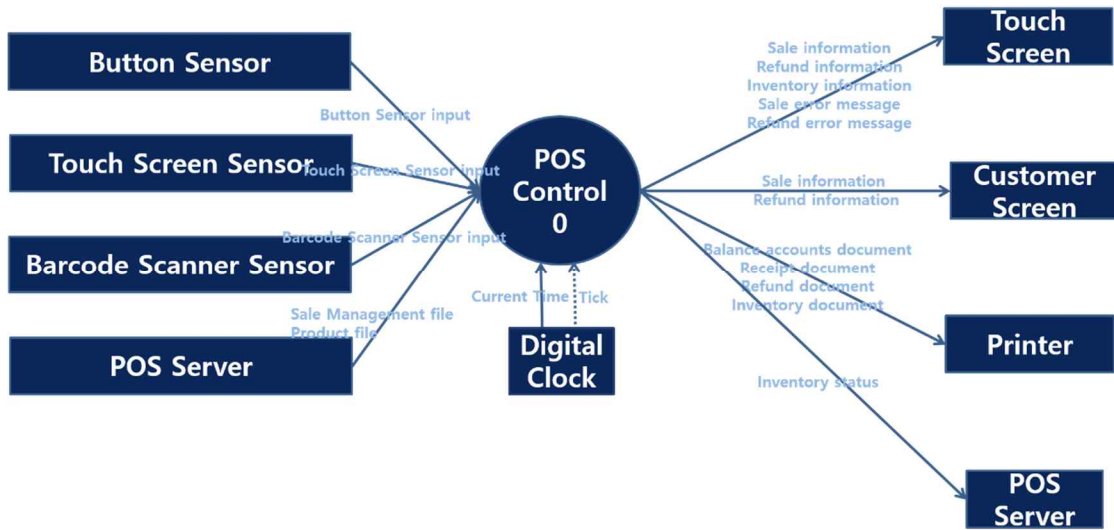 Button Sensor
Touch Screen Sensor
Barcode Scanner Sensor
POS Server
Button Sensor input
Touch Screen Sensor input
Barcode Scanner Sensor input
Sale Management file
Product file
POS
Control
0
Current Time
Tick
Digital
Clock
Sale information
Refund information
Inventory information
Sale error message
Refund error message
Touch
Screen
Sale information
Refund information
Customer
Screen
Balance accounts document
Receipt document
Refund document
Inventory document
Printer
Inventory status
POS
Server